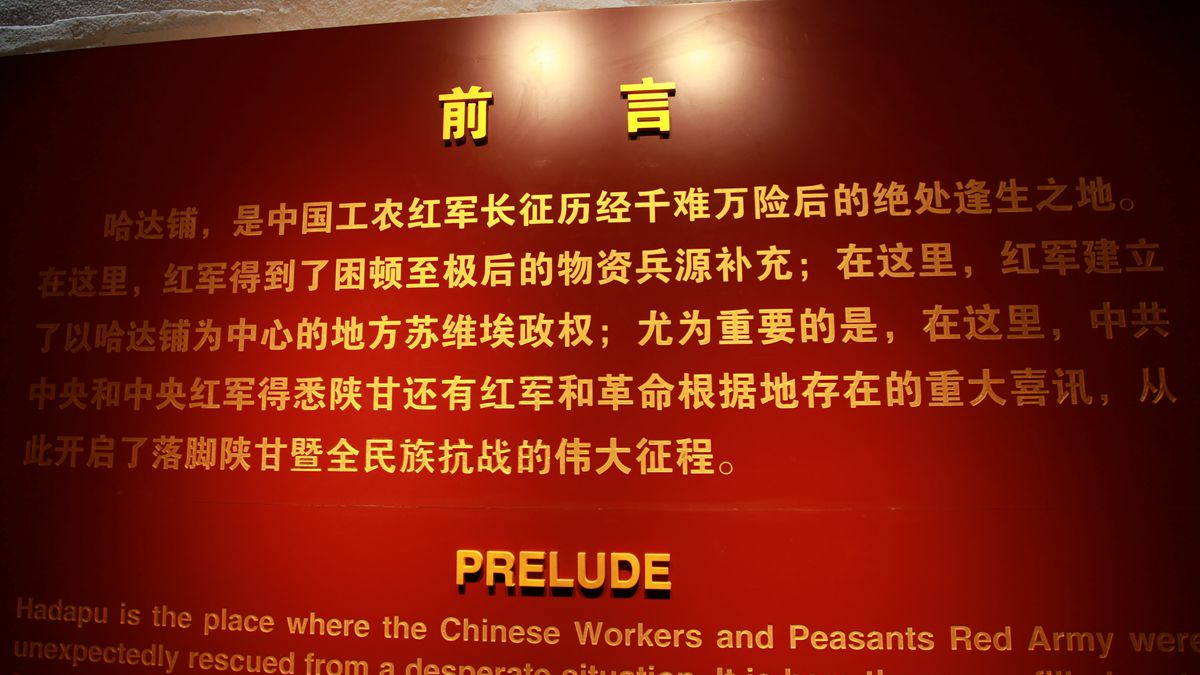 前 言
哈达铺，是中国工农红军长征历经千难万险后的绝处逢生之地。
在这里，红军得到了困顿至极后的物资兵源补充；在这里，红军建立
了以哈达铺为中心的地方苏维埃政权；尤为重要的是，在这里，中共
中央和中央红军得悉陕甘还有红军和革命根据地存在的重大喜讯，从
此开启了落脚陕甘暨全民族抗战的伟大征程。
PRELUDE
Hadapu is the place where the Chinese Workers and Peasants Red Army were
unexpectedly rescued from a desperate situation. It is